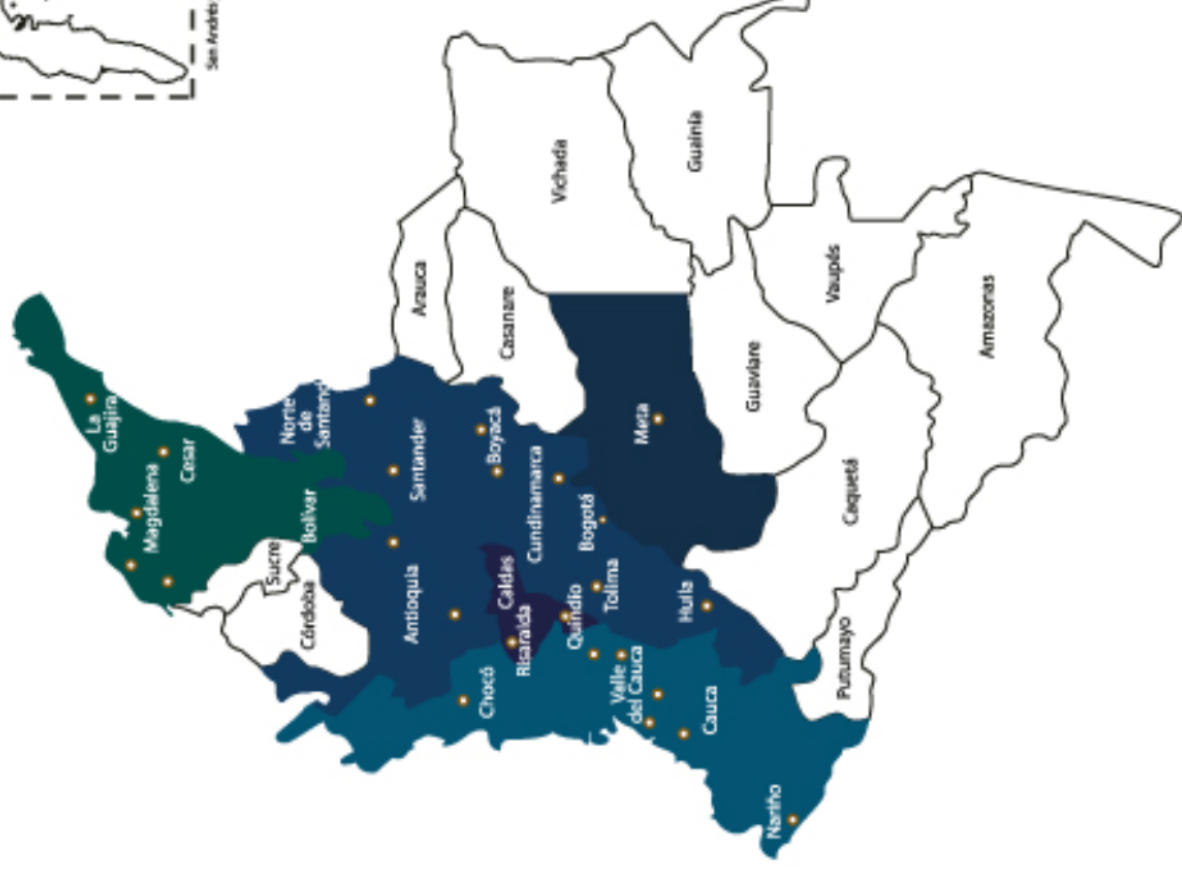 San Andrés
La
Guajira
Magdalena
Cesar
Bolívar
Sucre
Córdoba
Norte
de
Santand
Antioquia
Santander
Arauca
Chocó
Risaralda
Caldas
Boyacá
Casanare
Cundinamarca
Vichada
Quindío
Bogotá
Tolima
Valle
del Cauca
Meta
Cauca
Huila
Guainía
Guaviare
Nariño
Putumayo
Caquetá
Vaupés
Amazonas